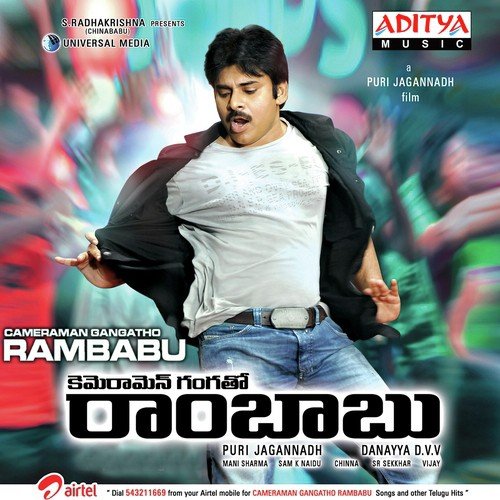 S.RADHAKRISHNA PRESENTS
(CHINABABU)
UNIVERSAL MEDIA
ADITYA
MUSIC
a
PURI JAGANNADH
film
CAMERAMAN GANGATHO
RAMBABU
కెమెరామెన్ గంగతో
రాంబాబు
PURI JAGANNADH DANAYYA D.V.V
MANI SHARMA SAM K NAIDU CHINNA SR SEKKHAR VIJAY
airtel " Dial 543211669 from your Airtel mobile for CAMERAMAN GANGATHO RAMBABU Songs and other Telugu Hits "